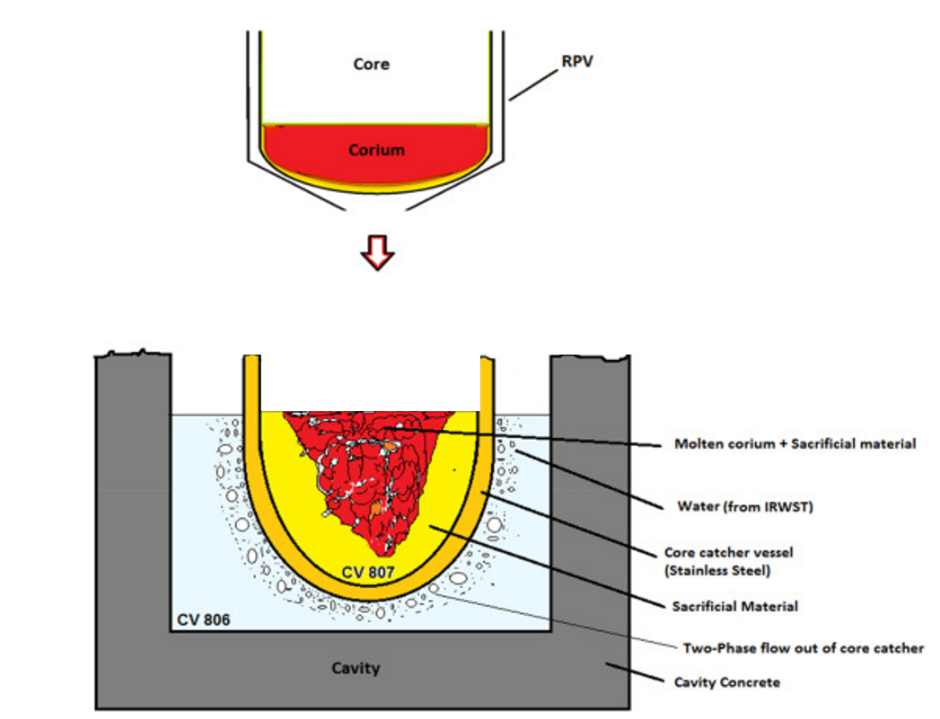 Core
RPV
Corium
Molten corium + Sacrificial material
Water (from IRWST)
Core catcher vessel
(Stainless Steel)
CV 807
Sacrificial Material
CV 806
Two-Phase flow out of core catcher
Cavity
Cavity Concrete